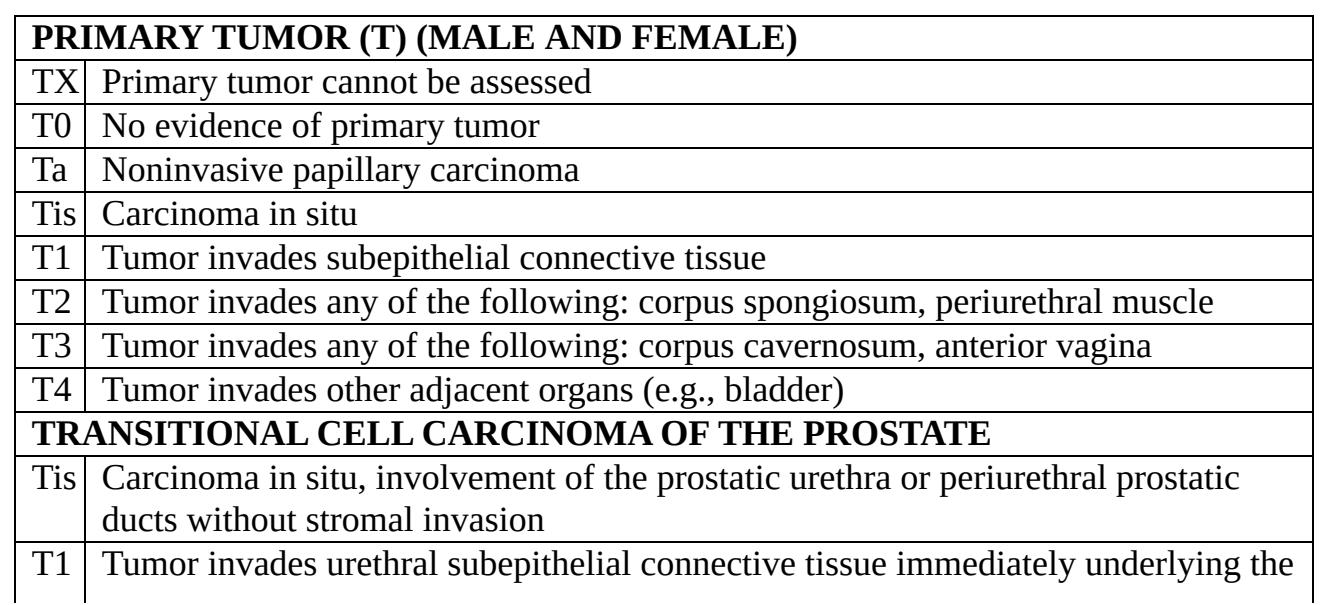 PRIMARY TUMOR (T) (MALE AND FEMALE)
TX Primary tumor cannot be assessed
T0 No evidence of primary tumor
Ta Noninvasive papillary carcinoma
Tis Carcinoma in situ
T1 Tumor invades subepithelial connective tissue
T2 Tumor invades any of the following: corpus spongiosum, periurethral muscle
T3 Tumor invades any of the following: corpus cavernosum, anterior vagina
T4 Tumor invades other adjacent organs (e.g., bladder)
TRANSITIONAL CELL CARCINOMA OF THE PROSTATE
Tis Carcinoma in situ, involvement of the prostatic urethra or periurethral prostatic
ducts without stromal invasion
T1 Tumor invades urethral subepithelial connective tissue immediately underlying the